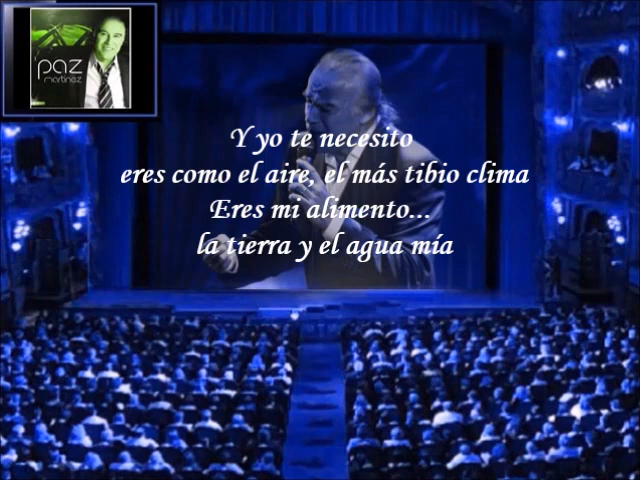 paz
martinez
Y yo te necesito
eres como el aire, el más tibio clima
Eres mi alimento...
la tierra y el agua mía